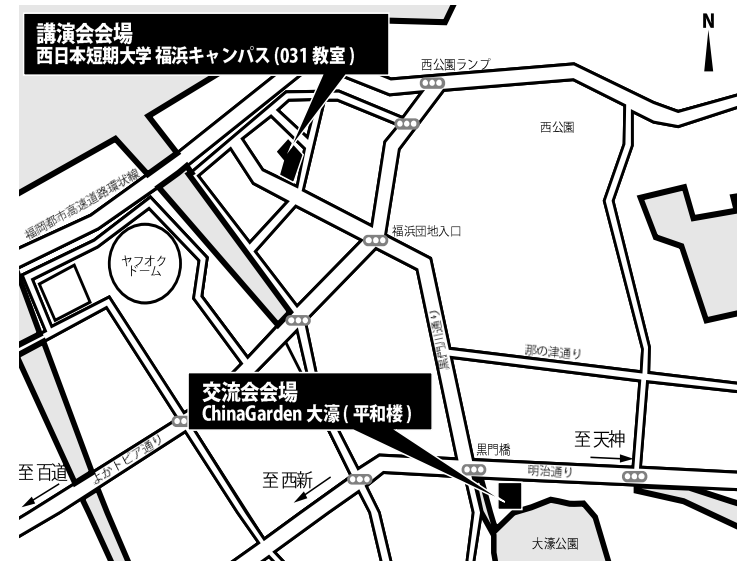 講演会会場
西日本短期大学 福浜キャンパス (031 教室 )
N
西公園ランプ
西公園
福岡都市高速道路環状線
福浜団地入口
ヤフオク
ドーム
黒門川通り
那の津通り
交流会会場
ChinaGarden 大濠 ( 平和楼 )
至 天神
黒門橋
よかトピア通り
明治通り
至 百道
至 西新
大濠公園